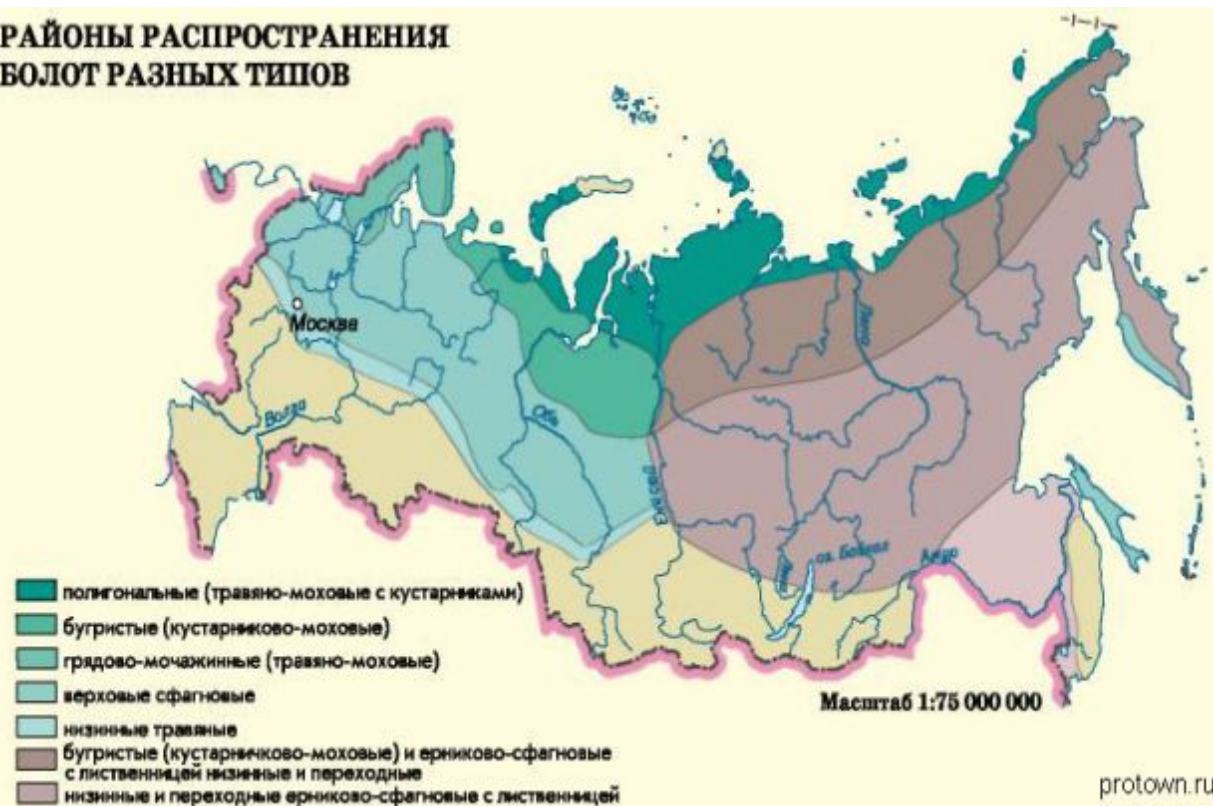 РАЙОНЫ РАСПРОСТРАНЕНИЯ
БОЛОТ РАЗНЫХ ТИПОВ
Москва
Волга
Обь
Енисей
Лена
Лена
оз. Байкал
Амур
полигональные (травяно-моховые с кустарниками)
бугристые (кустарниково-моховые)
грядово-мочажинные (травяно-моховые)
верховые сфагновые
низинные травяные
бугристые (кустарничково-моховые) и ерниково-сфагновые
с лиственницей низинные и переходные
низинные и переходные ерниково-сфагновые с лиственницей
Масштаб 1:75 000 000
protown.ru